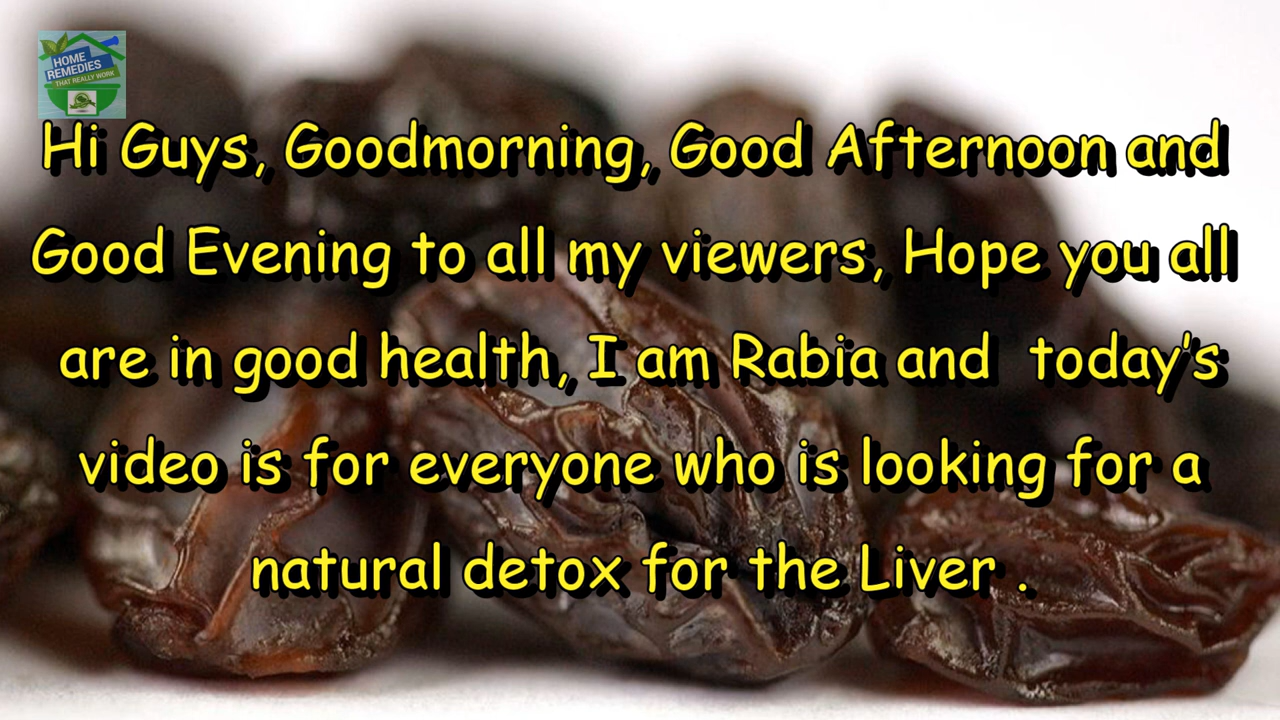 HOME
REMEDIES
THAT REALLY WORK
Hi Guys, Goodmorning, Good Afternoon and
Good Evening to all my viewers, Hope you all
are in good health, I am Rabia and today's
video is for everyone who is looking for a
natural detox for the Liver .